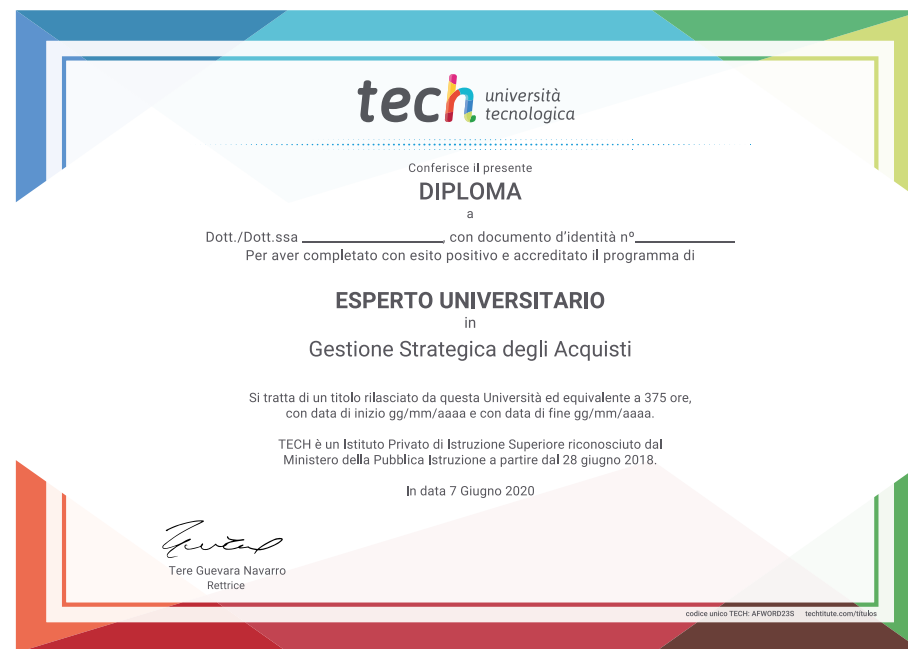 tech università
tecnologica
Conferisce il presente
DIPLOMA
a
Dott./Dott.ssa ____________________, con documento d'identità nº______________
Per aver completato con esito positivo e accreditato il programma di
ESPERTO UNIVERSITARIO
in
Gestione Strategica degli Acquisti
Si tratta di un titolo rilasciato da questa Università ed equivalente a 375 ore,
con data di inizio gg/mm/aaaa e con data di fine gg/mm/aaaa.
TECH è un Istituto Privato di Istruzione Superiore riconosciuto dal
Ministero della Pubblica Istruzione a partire dal 28 giugno 2018.
In data 7 Giugno 2020
Tere Guevara Navarro
Rettrice
codice unico TECH: AFWORD23S techtitute.com/títulos